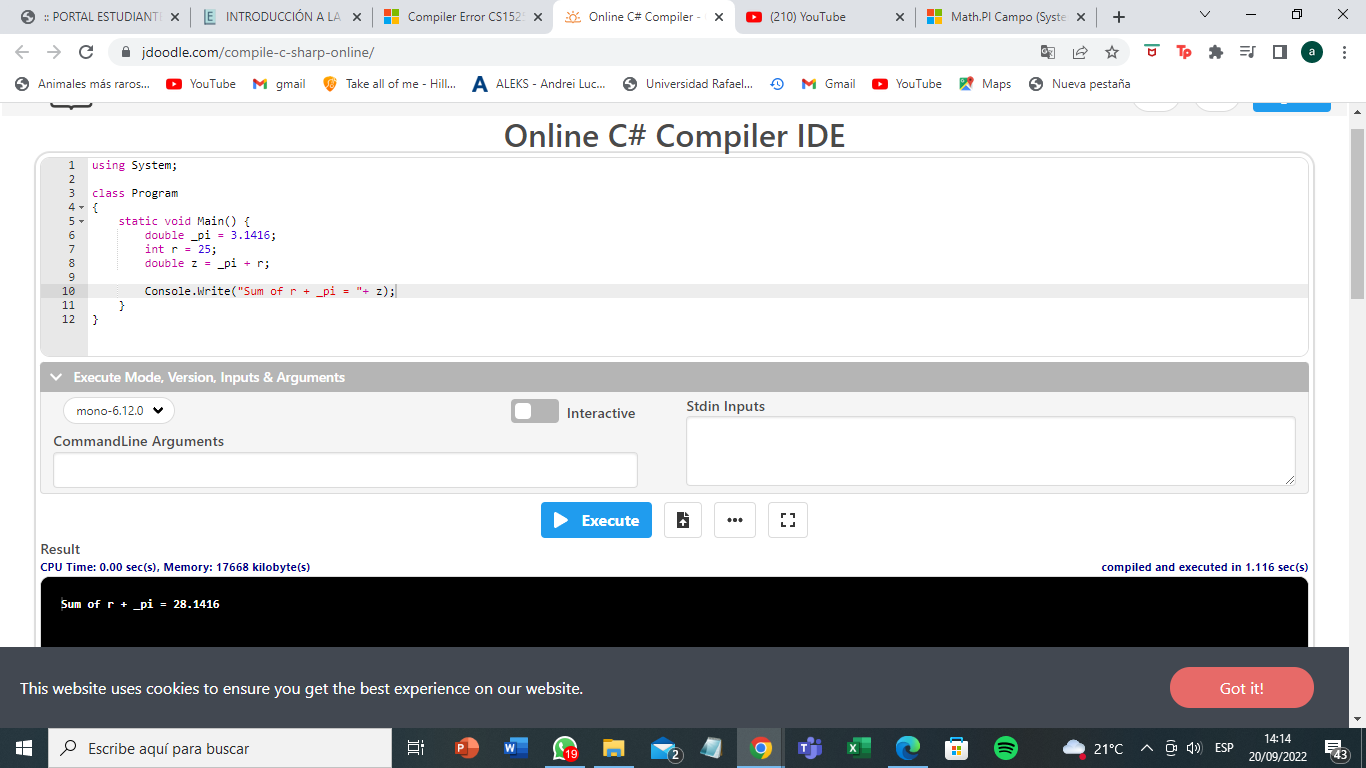 :: PORTAL ESTUDIANTI
INTRODUCCIÓN A LA
Compiler Error CS152
Online C# Compiler -
(210) YouTube
Math.PI Campo (Syste
jdoodle.com/compile-c-sharp-online/
Animales más raros...
YouTube
gmail
Take all of me - Hill...
ALEKS - Andrei Luc...
Universidad Rafael...
Gmail
YouTube
Maps
Nueva pestaña
Online C# Compiler IDE
1 using System;
2
3 class Program
4 {
5 static void Main() {
6 double _pi = 3.1416;
7 int r = 25;
8 double z = _pi + r;
9
10 Console.Write("Sum of r + _pi = "+ z);
11 }
12 }
Execute Mode, Version, Inputs & Arguments
mono-6.12.0
Interactive
Stdin Inputs
CommandLine Arguments
Execute
Result
CPU Time: 0.00 sec(s), Memory: 17668 kilobyte(s)
compiled and executed in 1.116 sec(s)
Sum of r + _pi = 28.1416
This website uses cookies to ensure you get the best experience on our website.
Got it!
Escribe aquí para buscar
19
2
21°C
ESP
14:14
20/09/2022
43